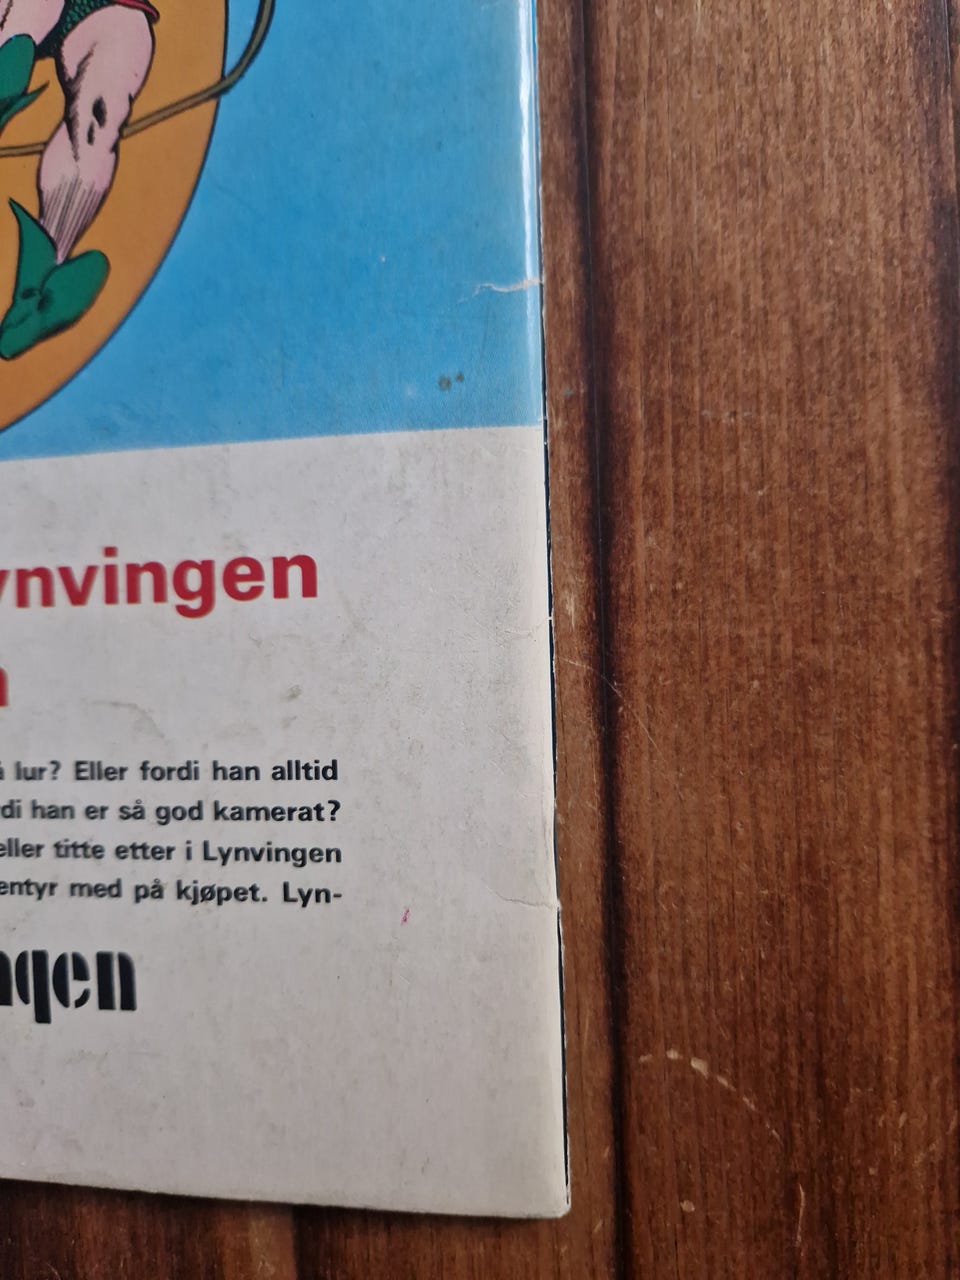 ynvingen
å lur? Eller fordi han alltid
di han er så god kamerat?
eller titte etter i Lynvingen
entyr med på kjøpet. Lyn-
ngen